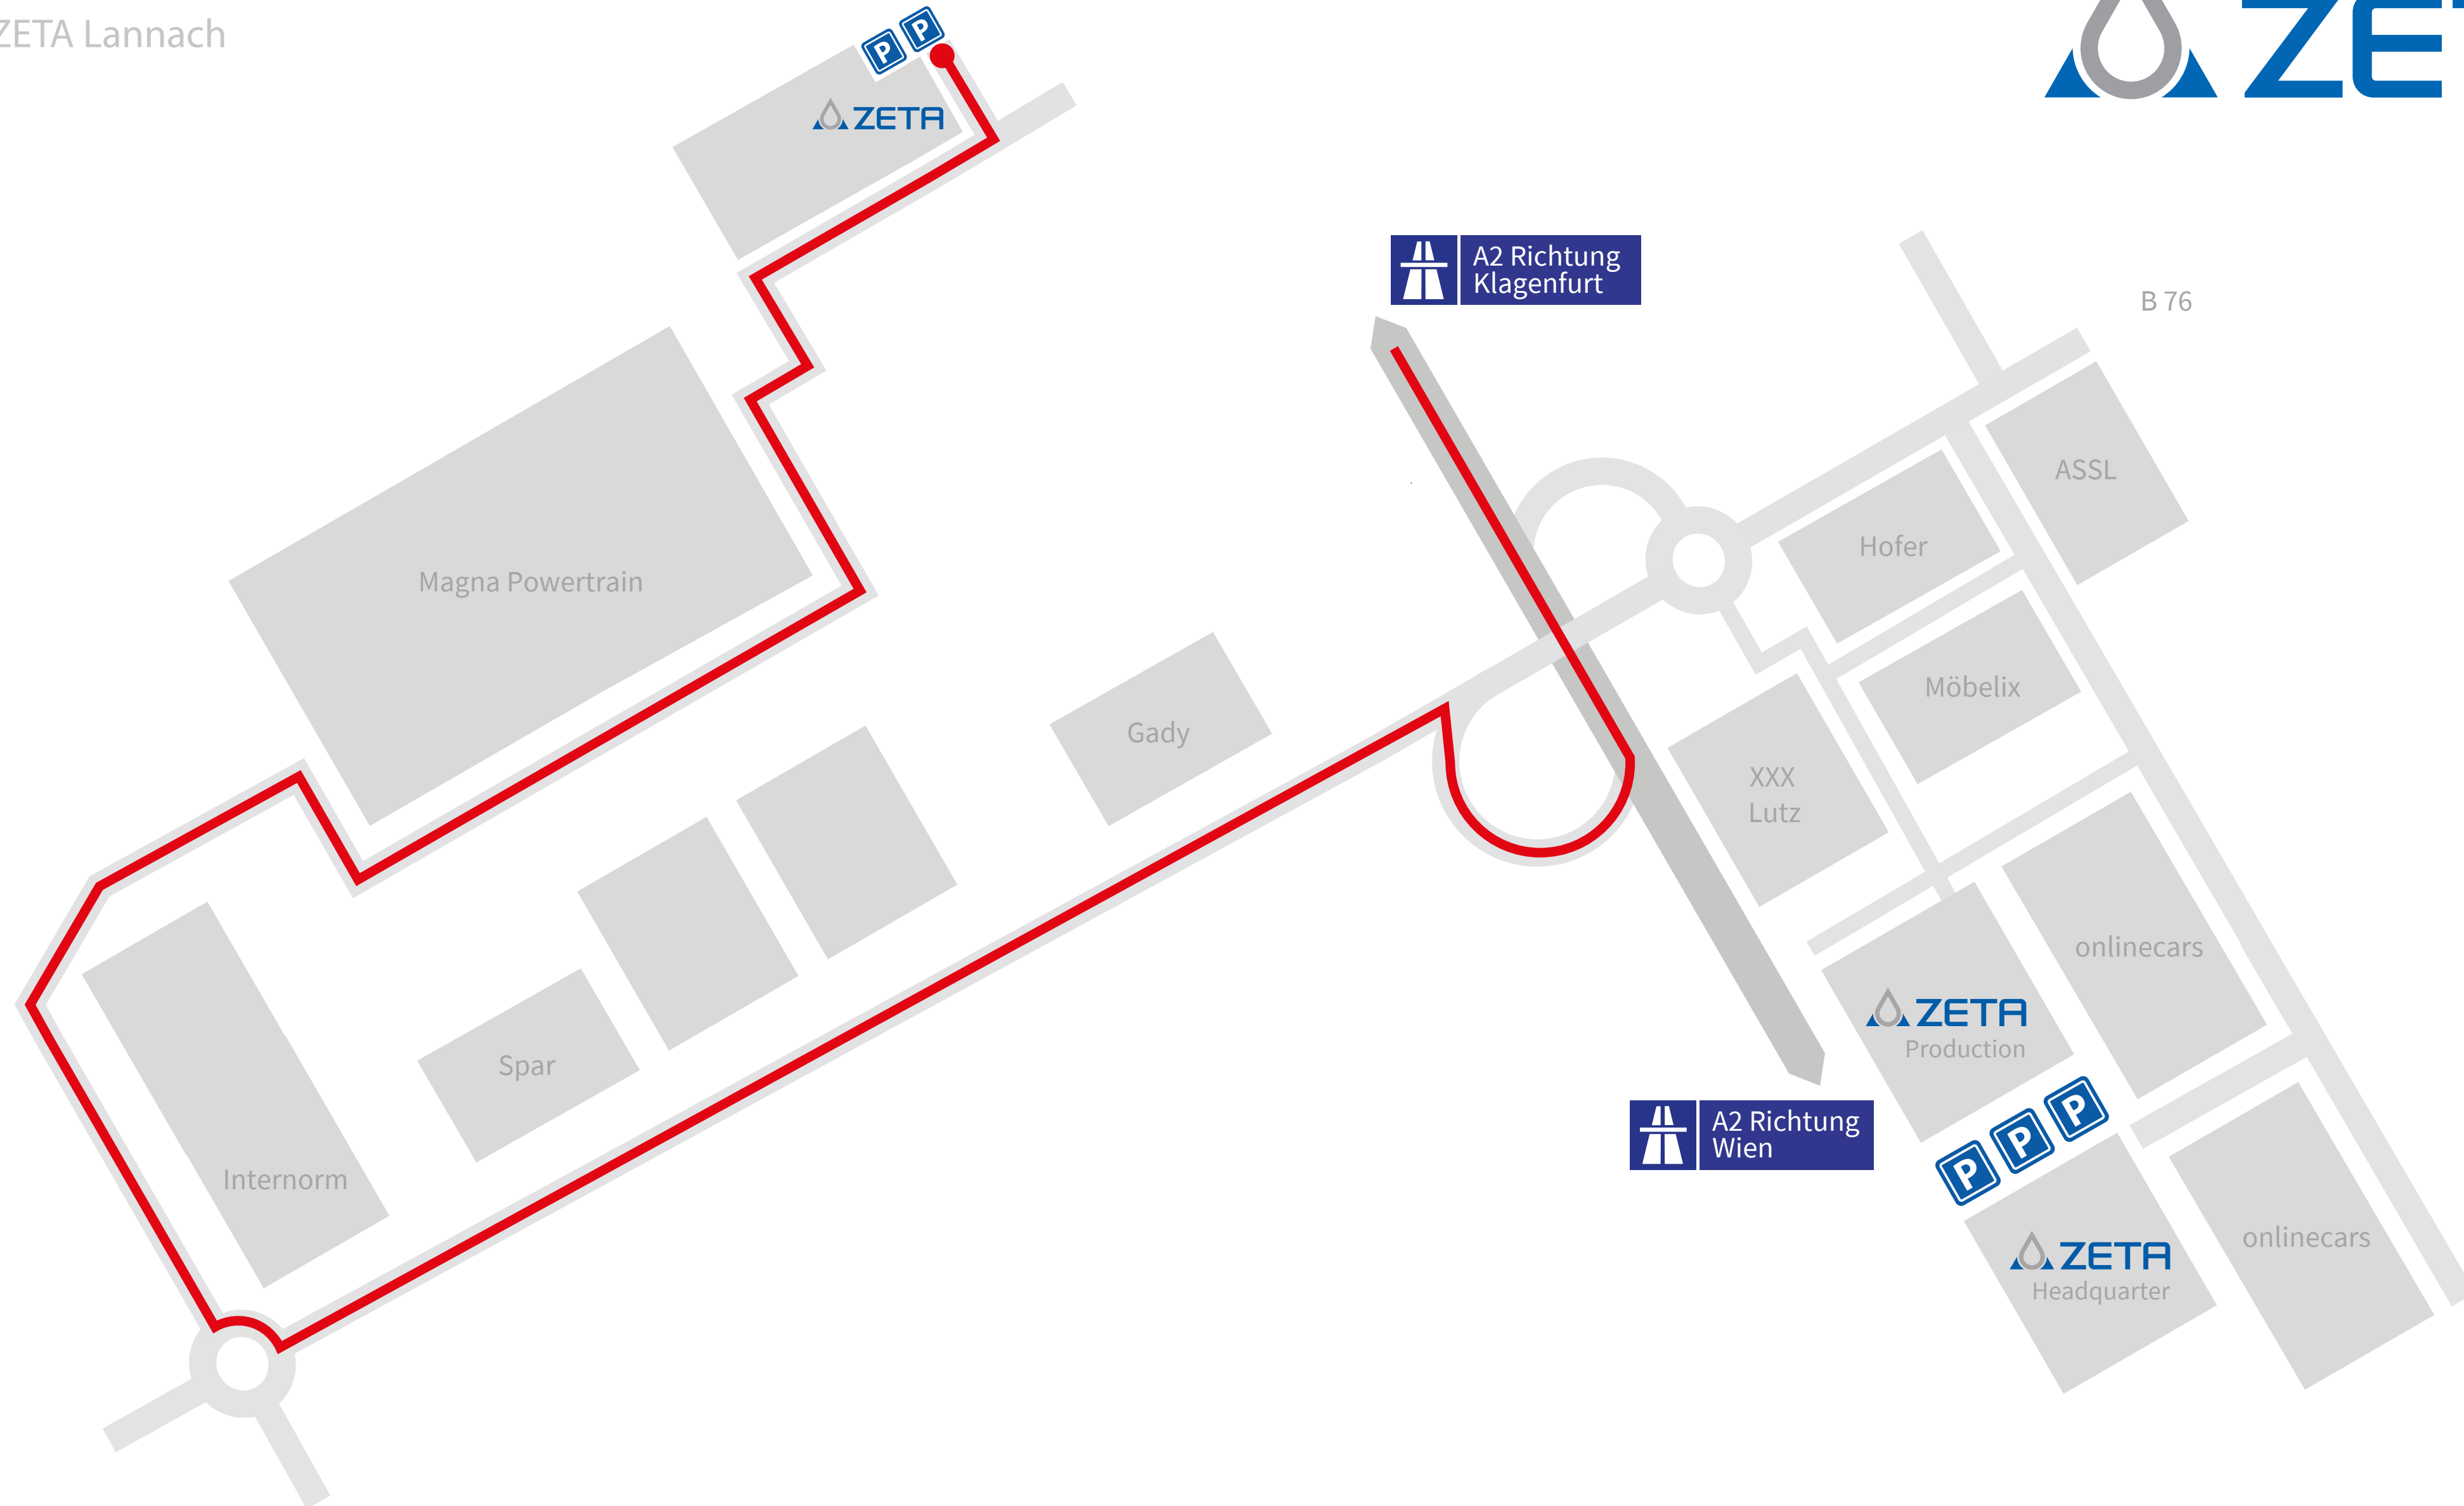 ZETA Lannach
P
P
ZETA
A2 Richtung
Klagenfurt
B 76
ASSL
Hofer
Magna Powertrain
Möbelix
Gady
XXX
Lutz
onlinecars
ZETA
Production
Spar
P
P
P
A2 Richtung
Wien
Internorm
onlinecars
ZETA
Headquarter